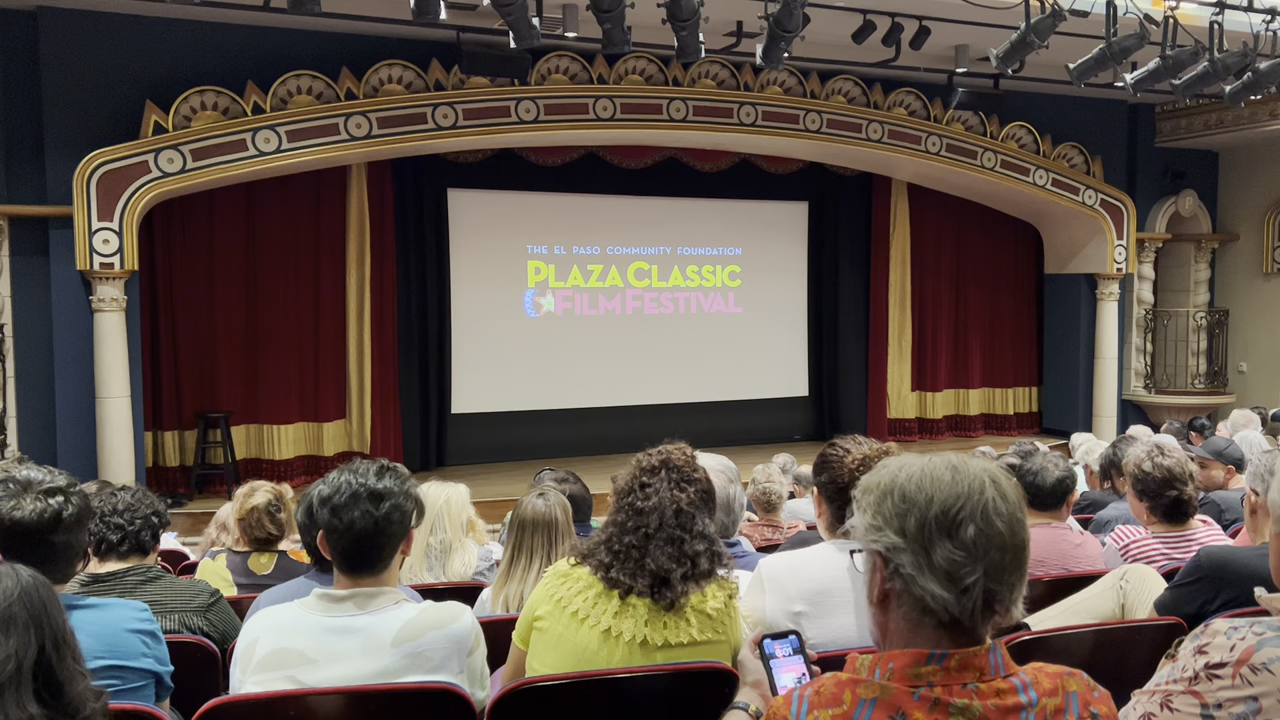 THE EL PASO COMMUNITY FOUNDATION
PLAZA CLASSIC
FILM FESTIVAL
P